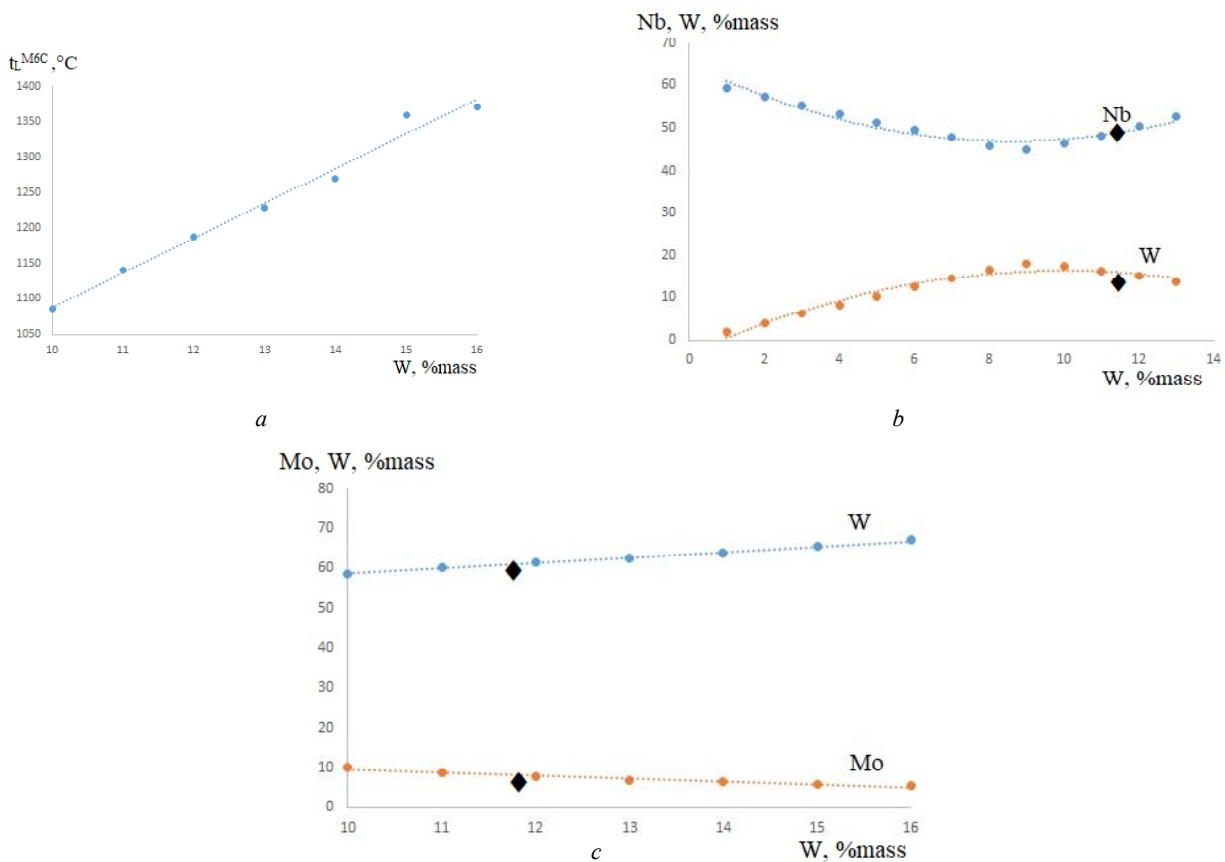 t_L^M6C ,°C
1400
1350
1300
1250
1200
1150
1100
1050
10 11 12 13 14 15 16
W, %mass
a
Nb, W, %mass
70
60
50
40
30
20
10
0
Nb
W
0 2 4 6 8 10 12 14
W, %mass
b
Mo, W, %mass
80
70
60
50
40
30
20
10
0
W
Mo
10 11 12 13 14 15 16
W, %mass
c